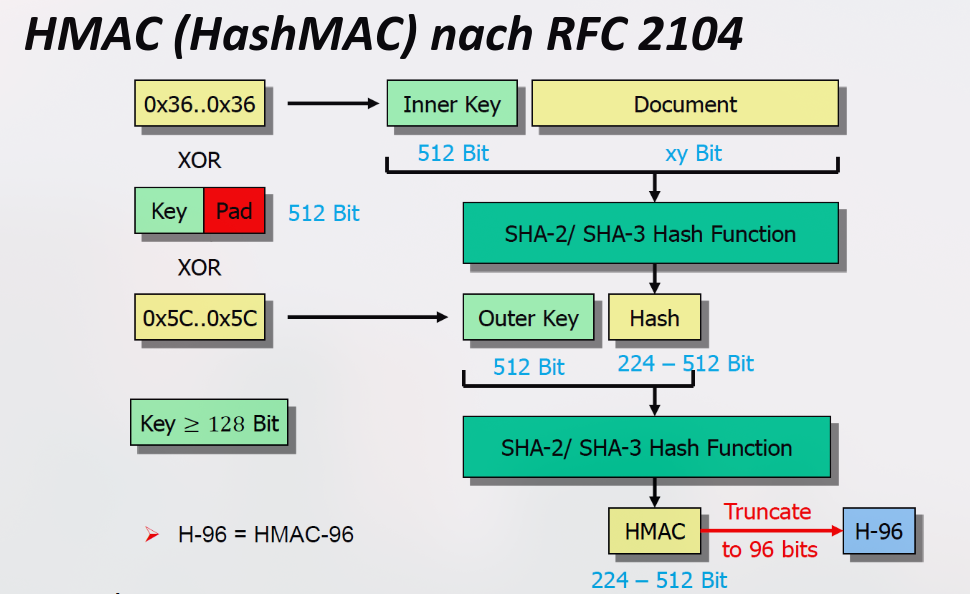 HMAC (HashMAC) nach RFC 2104
0x36..0x36
Inner Key
Document
512 Bit
xy Bit
XOR
Key
Pad
512 Bit
SHA-2/ SHA-3 Hash Function
XOR
0x5C..0x5C
Outer Key
Hash
512 Bit
224 – 512 Bit
Key ≥ 128 Bit
SHA-2/ SHA-3 Hash Function
➢ H-96 = HMAC-96
HMAC
Truncate
to 96 bits
H-96
224 – 512 Bit